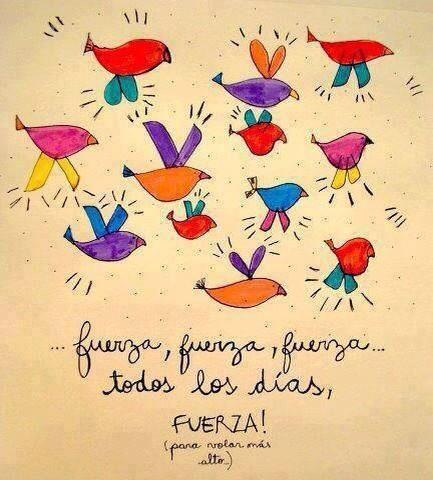 ... fuerza, fuerza, fuerza...
todos los días,
FUERZA!
(para volar más
alto...)